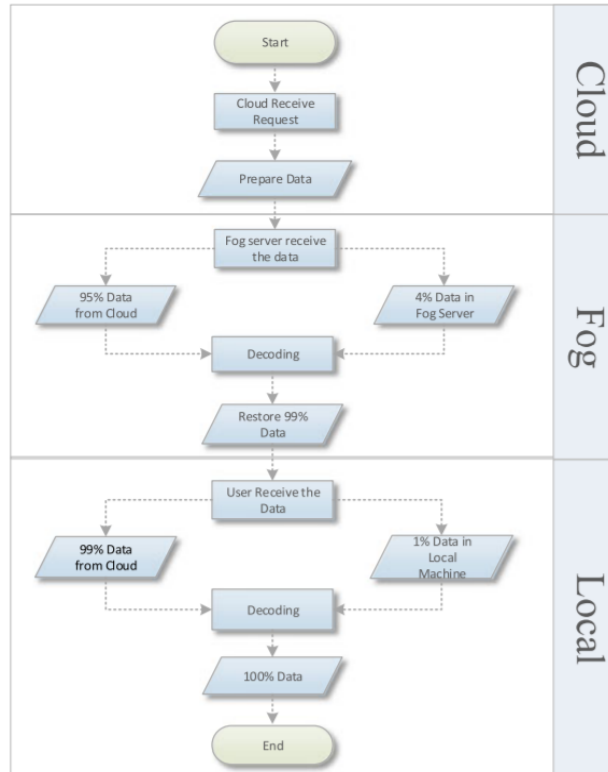 Start
Cloud Receive
Request
Prepare Data
Cloud
Fog server receive
the data
95% Data
from Cloud
4% Data in
Fog Server
Decoding
Restore 99%
Data
Fog
User Receive the
Data
99% Data
from Cloud
1% Data in
Local
Machine
Decoding
100% Data
End
Local